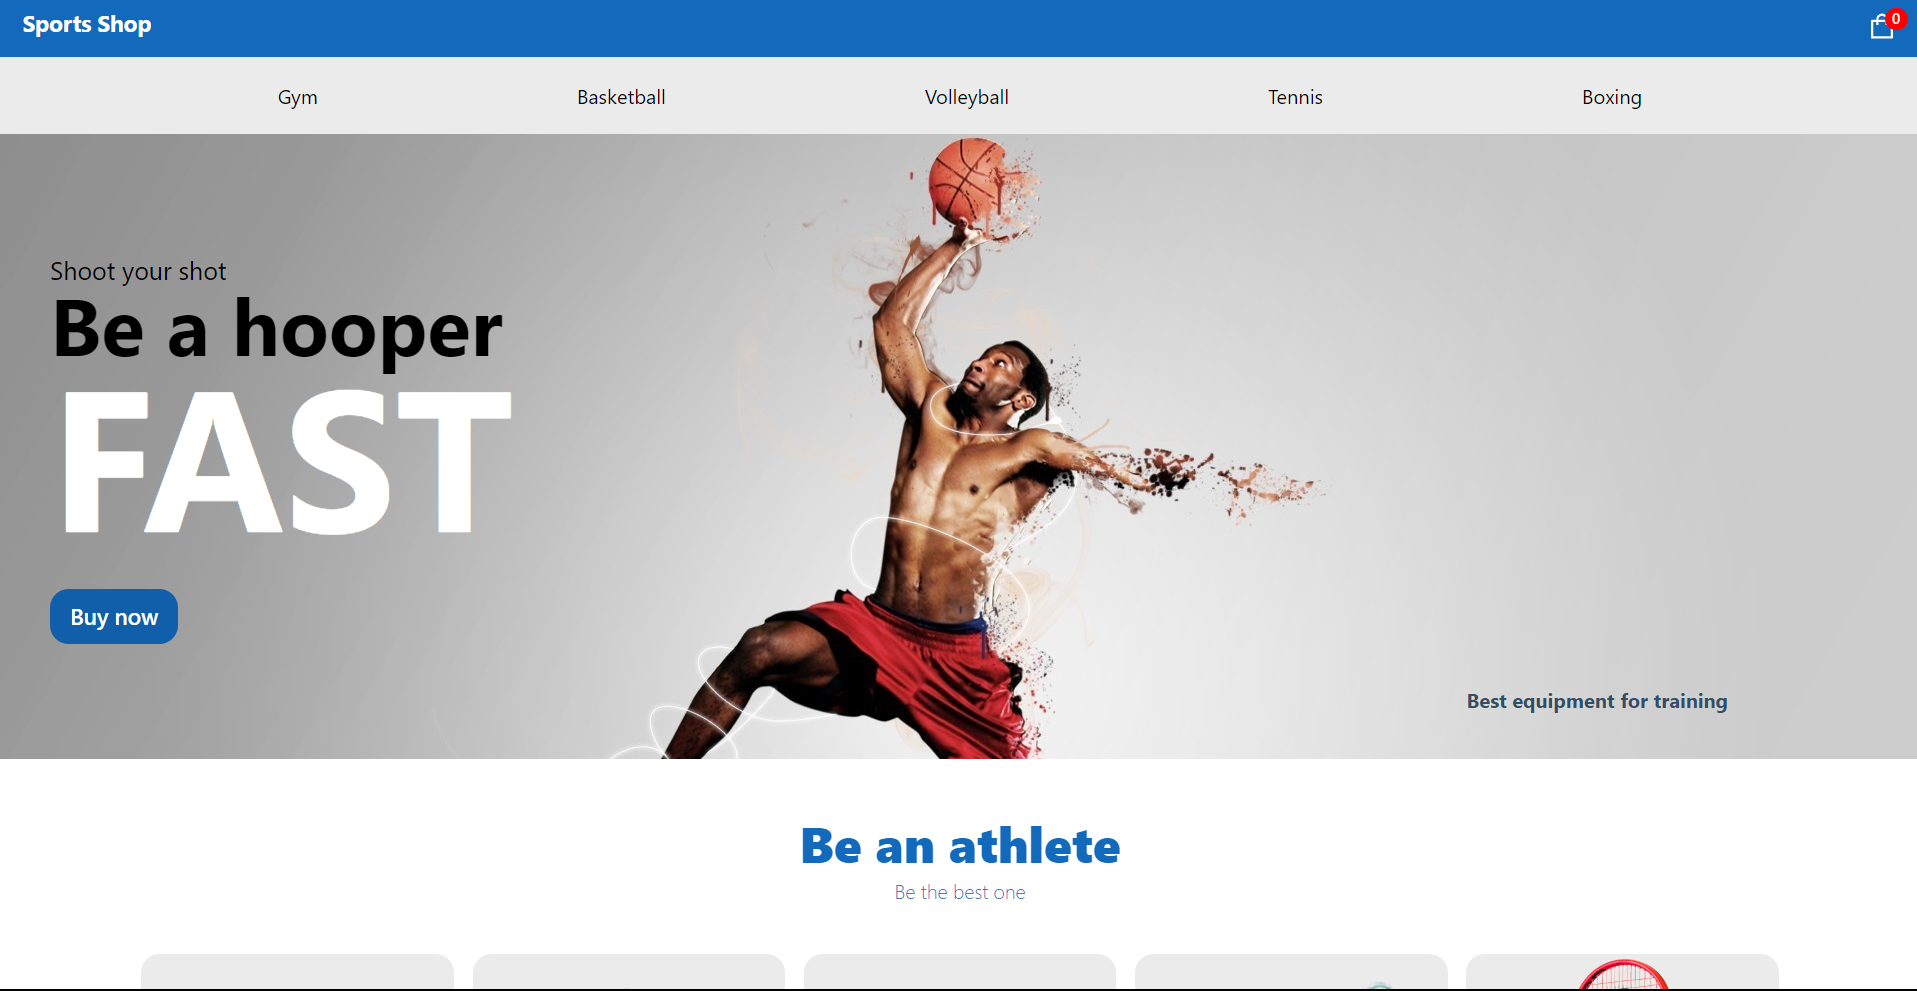 Sports Shop
0
Gym
Basketball
Volleyball
Tennis
Boxing
Shoot your shot
Be a hooper
FAST
Buy now
Best equipment for training
Be an athlete
Be the best one